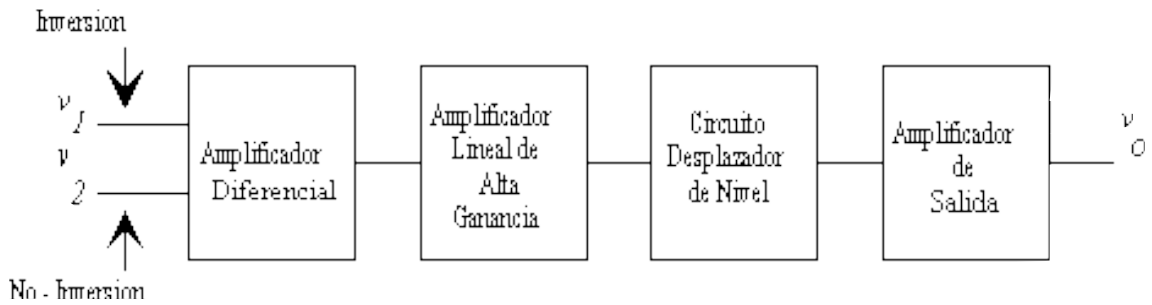 Inversion
v 1
v 2
No - Inversion
Amplificador
Diferencial
Amplificador
Lineal de
Alta
Ganancia
Circuito
Desplazador
de Nivel
Amplificador
de
Salida
v o